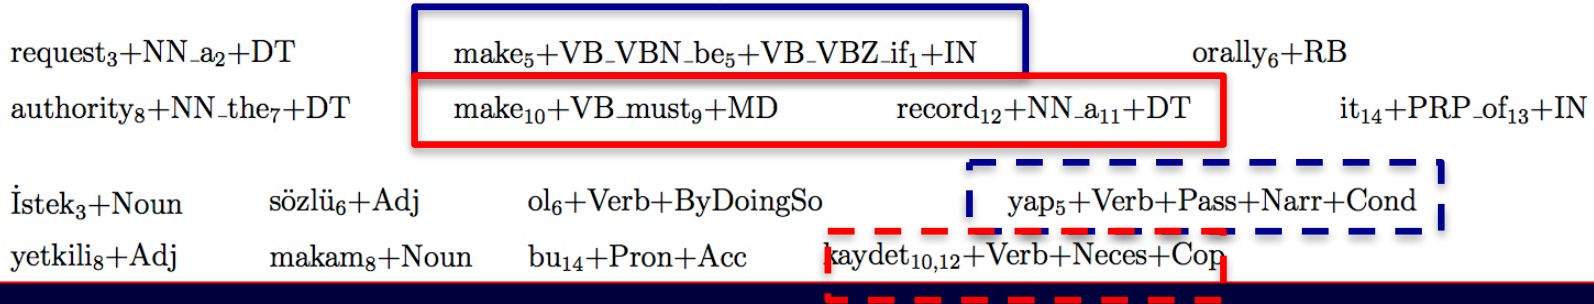 request₃+NN_a₂+DT make₅+VB_VBN_be₅+VB_VBZ_if₁+IN orally₆+RB
authority₈+NN_the₇+DT make₁₀+VB_must₉+MD record₁₂+NN_a₁₁+DT it₁₄+PRP_of₁₃+IN
İstek₃+Noun sözlü₆+Adj ol₆+Verb+ByDoingSo yap₅+Verb+Pass+Narr+Cond
yetkili₈+Adj makam₈+Noun bu₁₄+Pron+Acc kaydet₁₀,₁₂+Verb+Neces+Cop